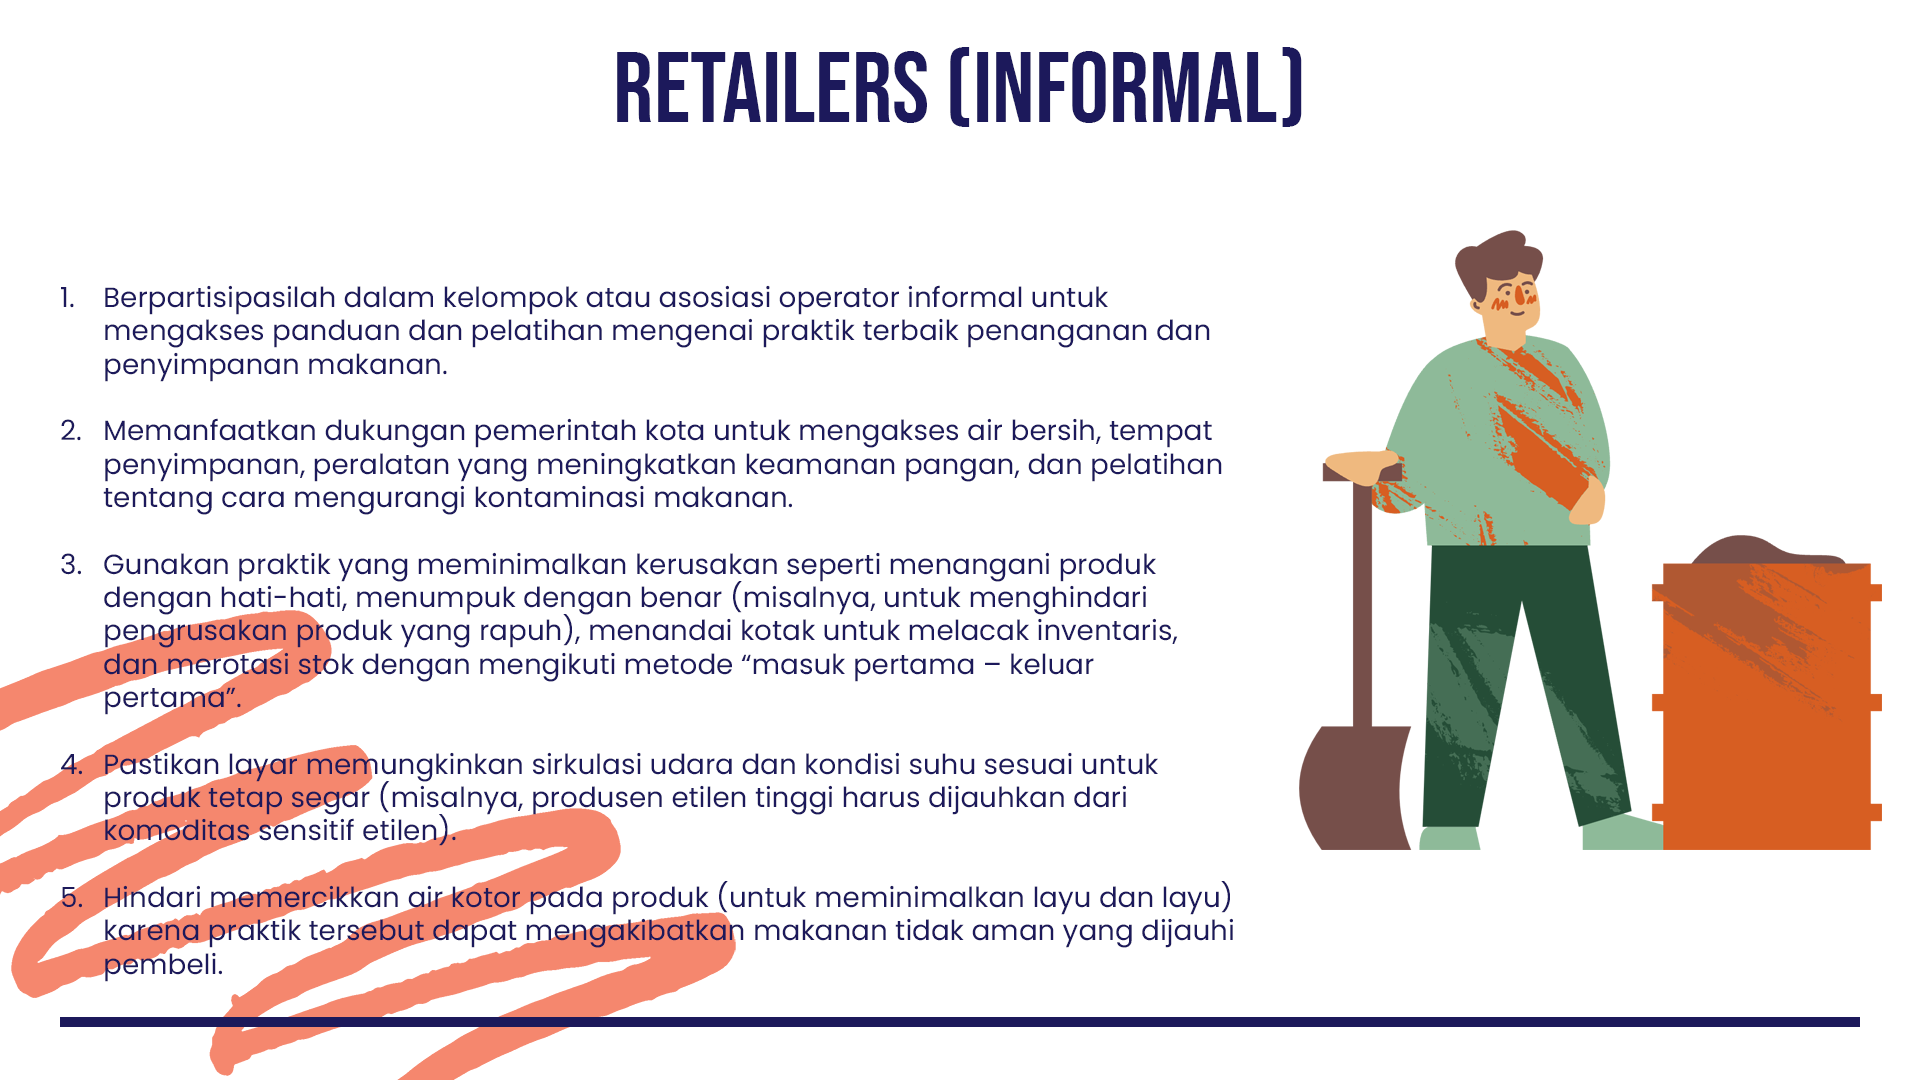 RETAILERS (INFORMAL)
1. Berpartisipasilah dalam kelompok atau asosiasi operator informal untuk
mengakses panduan dan pelatihan mengenai praktik terbaik penanganan dan
penyimpanan makanan.
2. Memanfaatkan dukungan pemerintah kota untuk mengakses air bersih, tempat
penyimpanan, peralatan yang meningkatkan keamanan pangan, dan pelatihan
tentang cara mengurangi kontaminasi makanan.
3. Gunakan praktik yang meminimalkan kerusakan seperti menangani produk
dengan hati-hati, menumpuk dengan benar (misalnya, untuk menghindari
pengrusakan produk yang rapuh), menandai kotak untuk melacak inventaris,
dan merotasi stok dengan mengikuti metode “masuk pertama – keluar
pertama”.
4. Pastikan layar memungkinkan sirkulasi udara dan kondisi suhu sesuai untuk
produk tetap segar (misalnya, produsen etilen tinggi harus dijauhkan dari
komoditas sensitif etilen).
5. Hindari memercikkan air kotor pada produk (untuk meminimalkan layu dan layu)
karena praktik tersebut dapat mengakibatkan makanan tidak aman yang dijauhi
pembeli.